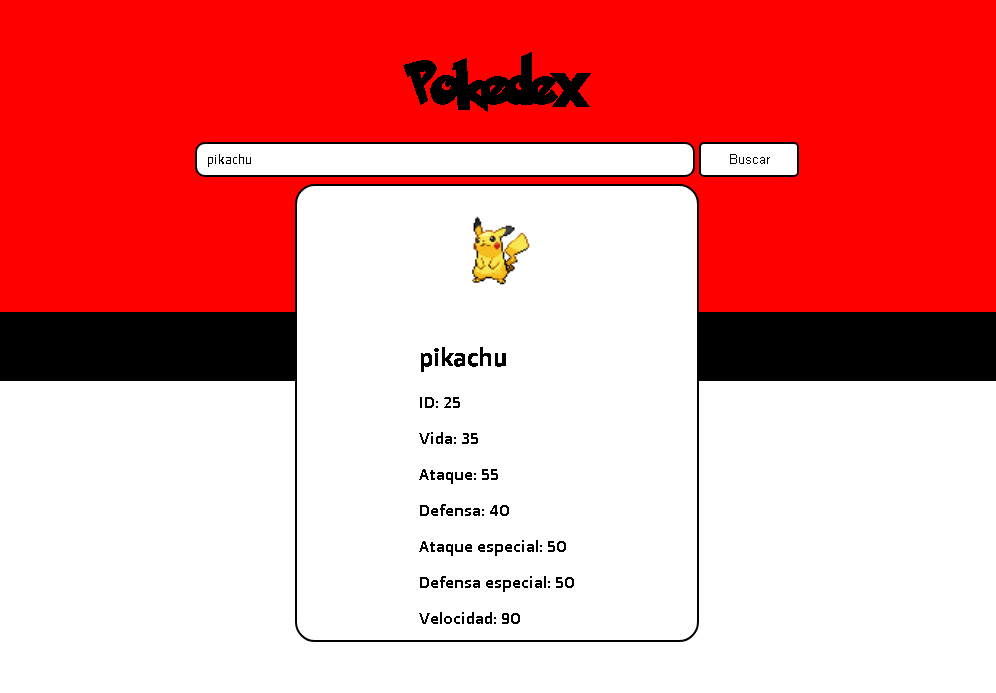 Pokedex
pikachu
Buscar
pikachu
ID: 25
Vida: 35
Ataque: 55
Defensa: 40
Ataque especial: 50
Defensa especial: 50
Velocidad: 90